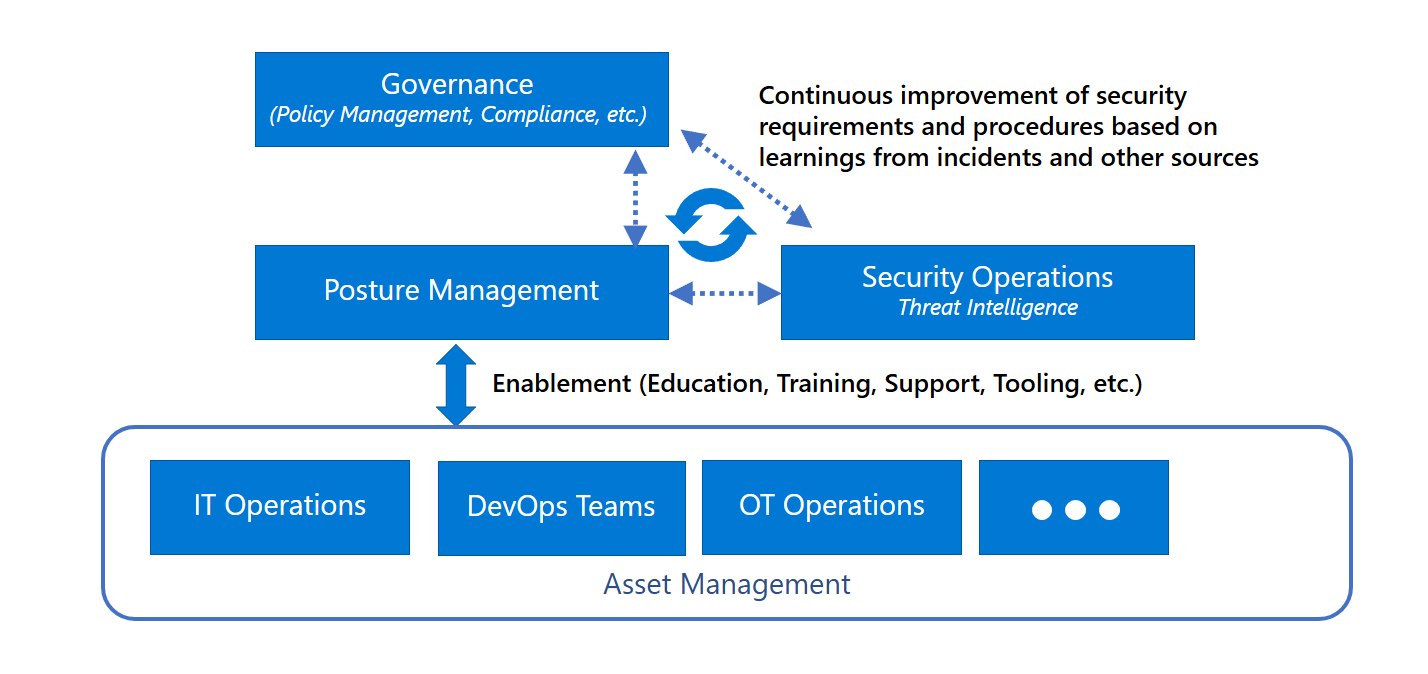 Governance
(Policy Management, Compliance, etc.)
Continuous improvement of security
requirements and procedures based on
learnings from incidents and other sources
Posture Management
Security Operations
Threat Intelligence
Enablement (Education, Training, Support, Tooling, etc.)
IT Operations
DevOps Teams
OT Operations
Asset Management